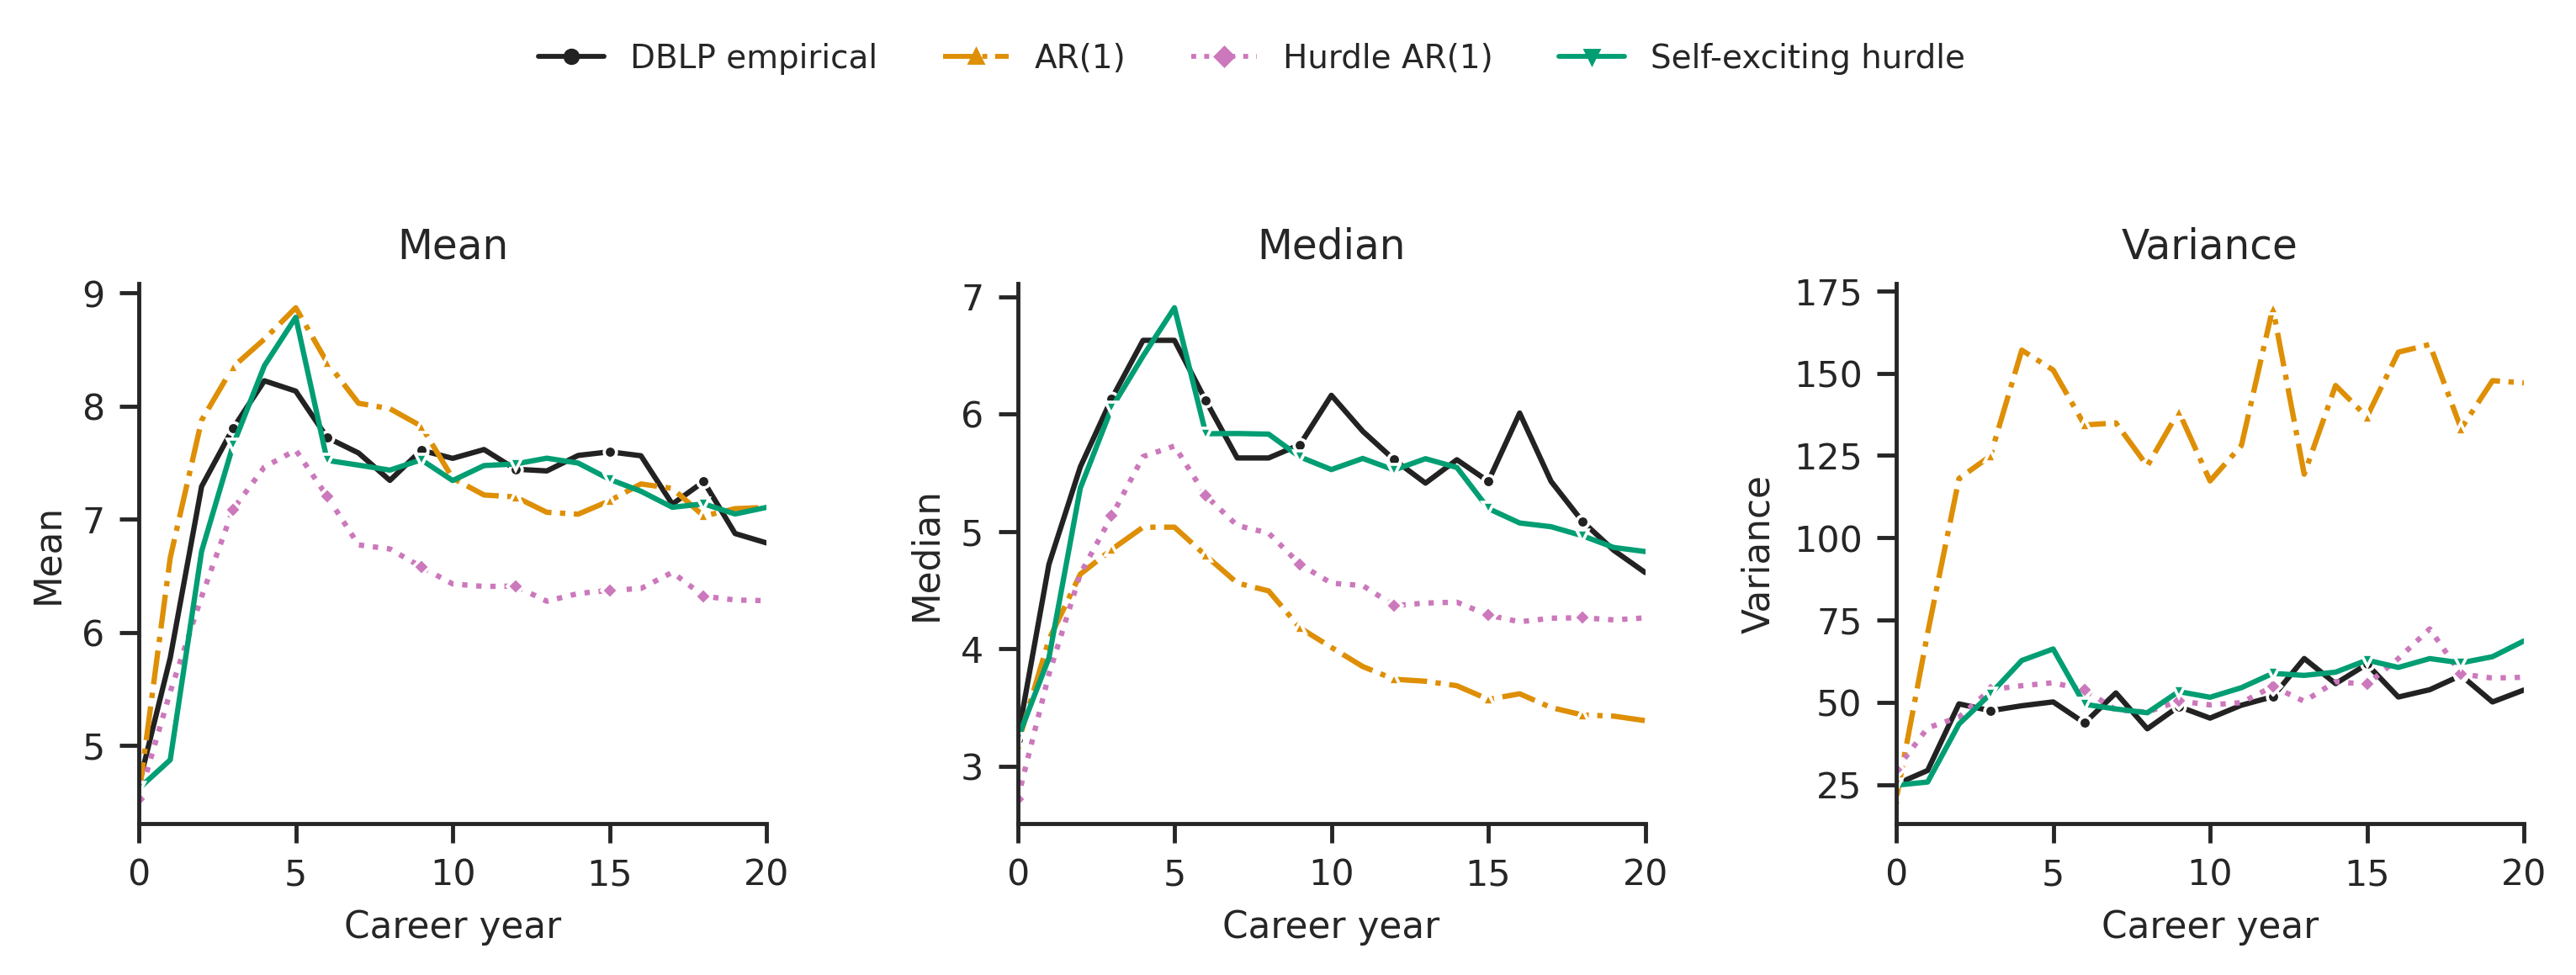 DBLP empirical AR(1) Hurdle AR(1) Self-exciting hurdle
Mean
Mean
9
8
7
6
5
0 5 10 15 20
Career year
Median
Median
7
6
5
4
3
0 5 10 15 20
Career year
Variance
Variance
175
150
125
100
75
50
25
0 5 10 15 20
Career year